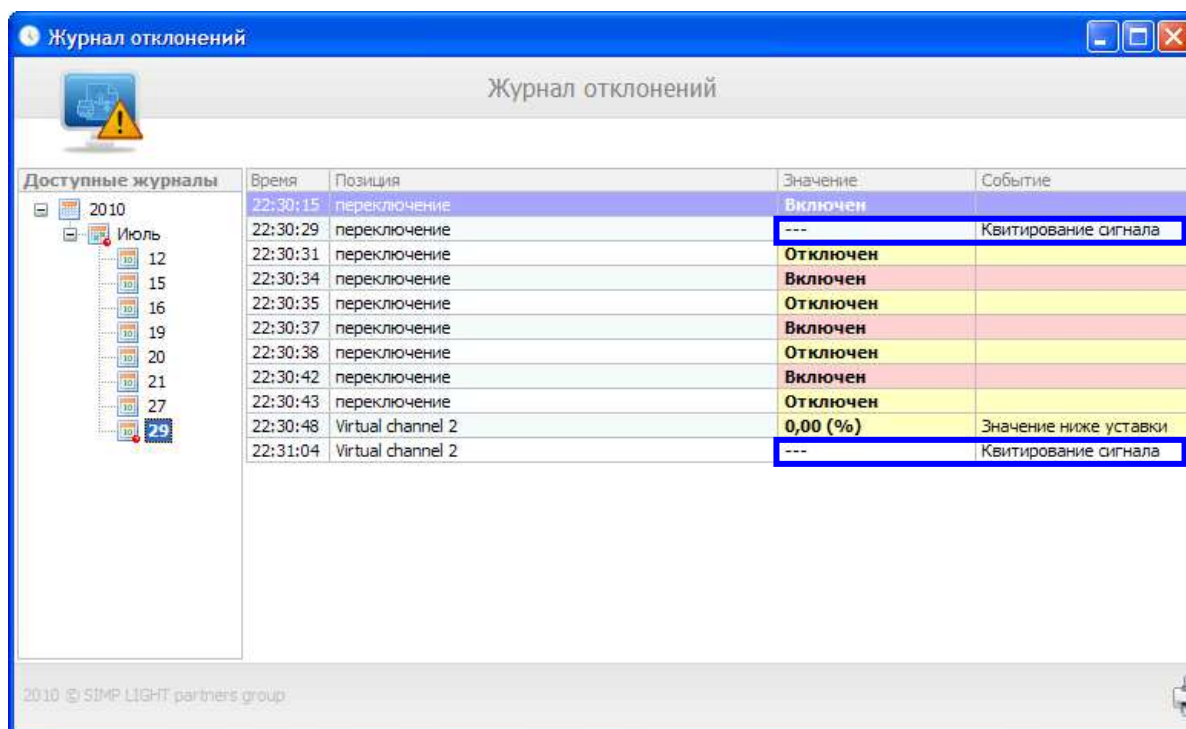 Журнал отклонений
Журнал отклонений
Доступные журналы
2010
Июль
12
15
16
19
20
21
27
29
Время Позиция Значение Событие
22:30:15 переключение Включен
22:30:29 переключение --- Квитирование сигнала
22:30:31 переключение Отключен
22:30:34 переключение Включен
22:30:35 переключение Отключен
22:30:37 переключение Включен
22:30:38 переключение Отключен
22:30:42 переключение Включен
22:30:43 переключение Отключен
22:30:48 Virtual channel 2 0,00 (%) Значение ниже уставки
22:31:04 Virtual channel 2 --- Квитирование сигнала
2010 © SIMP LIGHT partners group